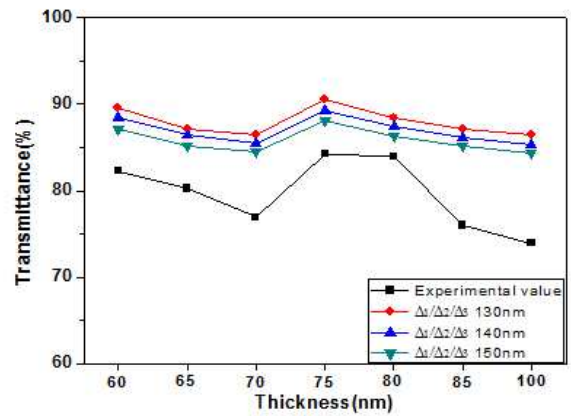 100
90
80
70
60
Transmittance(%)
60 65 70 75 80 85 100
Thickness(nm)
Experimental value
Δ1/Δ2/Δ3 130nm
Δ1/Δ2/Δ3 140nm
Δ1/Δ2/Δ3 150nm